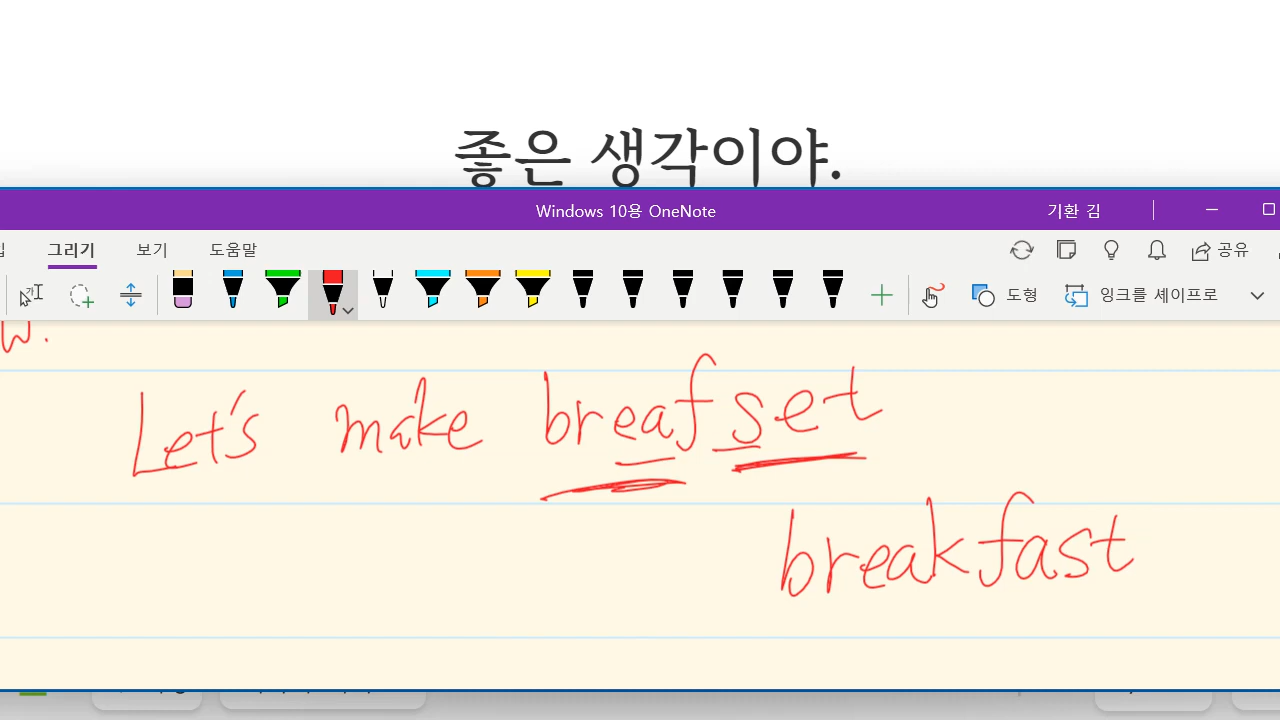 좋은 생각이야.
Windows 10용 OneNote
기환 김
그리기 보기 도움말
공유
도형
잉크를 셰이프로
w.
Let's make breafset
breakfast